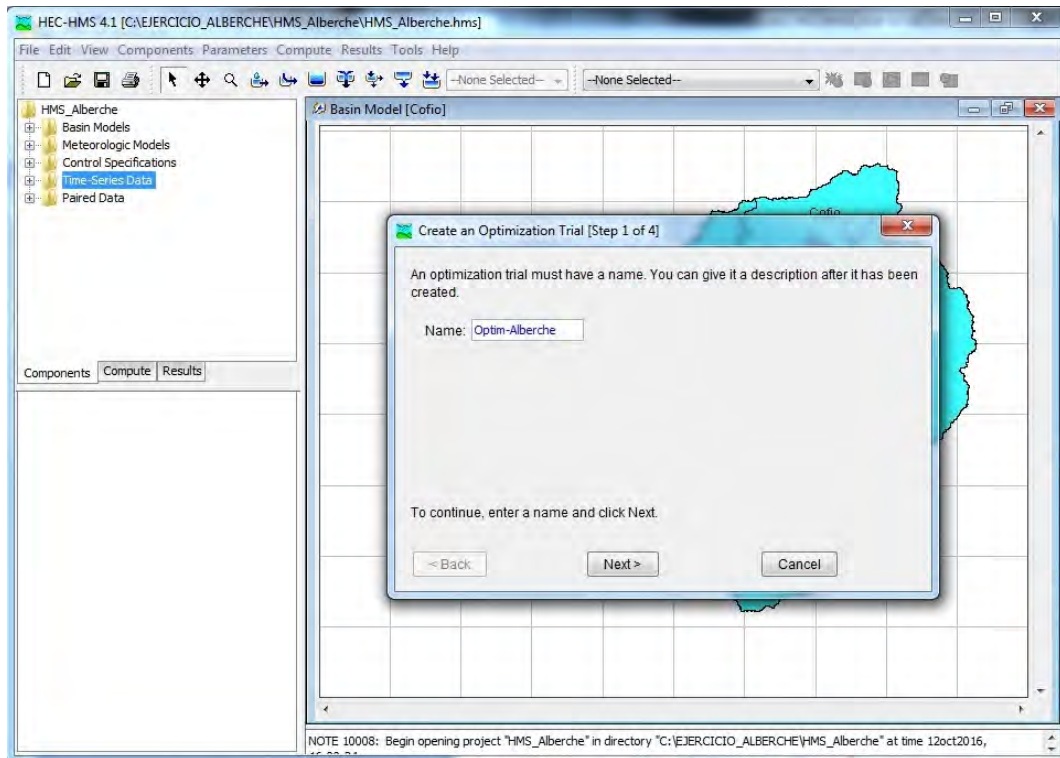 HEC-HMS 4.1 [C:\EJERCICIO_ALBERCHE\HMS_Alberche\HMS_Alberche.hms]
File Edit View Components Parameters Compute Results Tools Help
--None Selected-- --None Selected--
HMS_Alberche
Basin Models
Meteorologic Models
Control Specifications
Time-Series Data
Paired Data
Components Compute Results
Basin Model [Cofio]
Cofio
Create an Optimization Trial [Step 1 of 4]
An optimization trial must have a name. You can give it a description after it has been
created.
Name: Optim-Alberche
To continue, enter a name and click Next.
< Back Next > Cancel
NOTE 10008: Begin opening project "HMS_Alberche" in directory "C:\EJERCICIO_ALBERCHE\HMS_Alberche" at time 12oct2016,